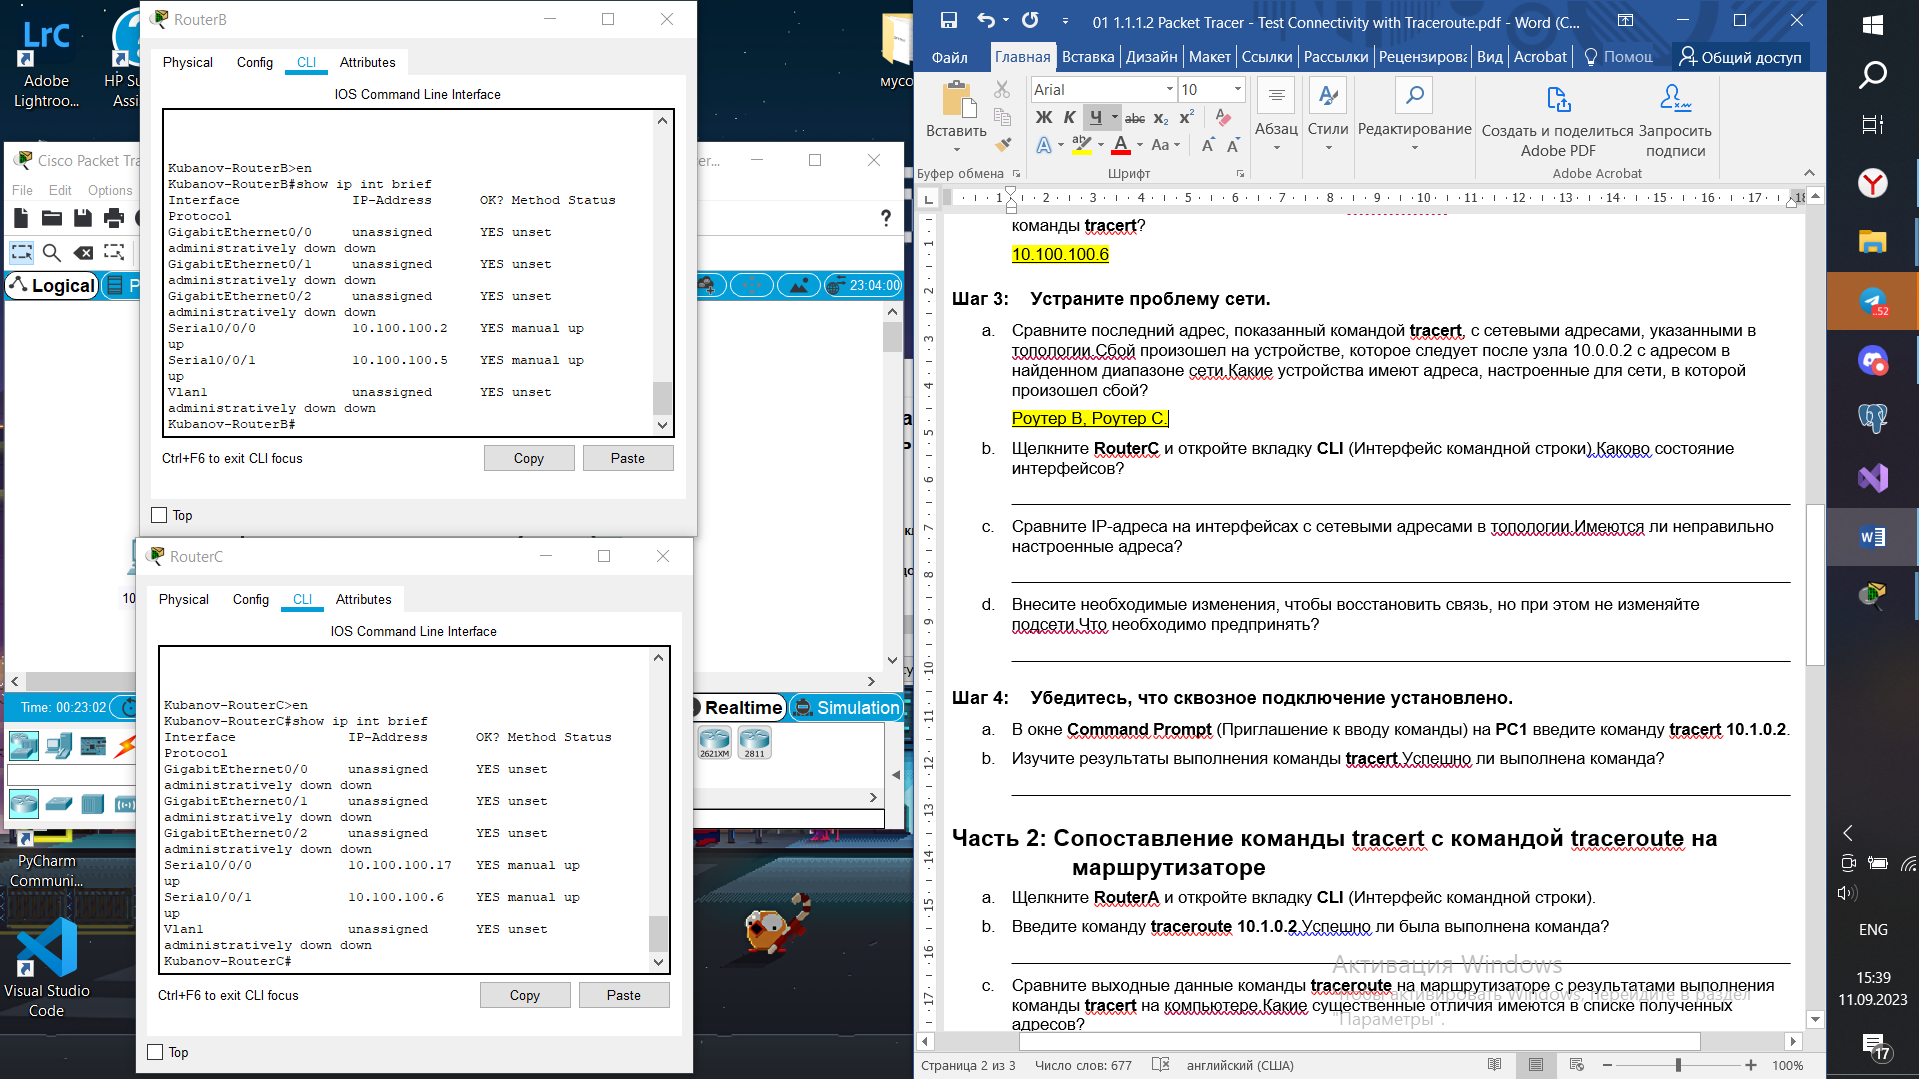 Adobe
Lightroo...
PyCharm
Communi...
Visual Studio
Code
RouterB
Physical Config CLI Attributes
IOS Command Line Interface
Kubanov-RouterB>en
Kubanov-RouterB#show ip int brief
Interface IP-Address OK? Method Status
Protocol
GigabitEthernet0/0 unassigned YES unset
administratively down down
GigabitEthernet0/1 unassigned YES unset
administratively down down
GigabitEthernet0/2 unassigned YES unset
administratively down down
Serial0/0/0 10.100.100.2 YES manual up
up
Serial0/0/1 10.100.100.5 YES manual up
up
Vlan1 unassigned YES unset
administratively down down
Kubanov-RouterB#
Ctrl+F6 to exit CLI focus
Copy Paste
Top
Cisco Packet Tra
File Edit Options
Logical
23:04:00
Time: 00:23:02
Realtime Simulation
2621XM 2811
RouterC
Physical Config CLI Attributes
IOS Command Line Interface
Kubanov-RouterC>en
Kubanov-RouterC#show ip int brief
Interface IP-Address OK? Method Status
Protocol
GigabitEthernet0/0 unassigned YES unset
administratively down down
GigabitEthernet0/1 unassigned YES unset
administratively down down
GigabitEthernet0/2 unassigned YES unset
administratively down down
Serial0/0/0 10.100.100.17 YES manual up
up
Serial0/0/1 10.100.100.6 YES manual up
up
Vlan1 unassigned YES unset
administratively down down
Kubanov-RouterC#
Ctrl+F6 to exit CLI focus
Copy Paste
Top
01 1.1.1.2 Packet Tracer - Test Connectivity with Traceroute.pdf - Word (С...
Файл Главная Вставка Дизайн Макет Ссылки Рассылки Рецензирова Вид Acrobat Помощ Общий доступ
Arial 10
Вставить
Абзац Стили Редактирование
Создать и поделиться Adobe PDF
Запросить подписи
Буфер обмена Шрифт Adobe Acrobat
команды tracert?
10.100.100.6
Шаг 3: Устраните проблему сети.
a. Сравните последний адрес, показанный командой tracert, с сетевыми адресами, указанными в
топологии.Сбой произошел на устройстве, которое следует после узла 10.0.0.2 с адресом в
найденном диапазоне сети.Какие устройства имеют адреса, настроенные для сети, в которой
произошел сбой?
Роутер В, Роутер С.
b. Щелкните RouterC и откройте вкладку CLI (Интерфейс командной строки).Каково состояние
интерфейсов?
c. Сравните IP-адреса на интерфейсах с сетевыми адресами в топологии.Имеются ли неправильно
настроенные адреса?
d. Внесите необходимые изменения, чтобы восстановить связь, но при этом не изменяйте
подсети.Что необходимо предпринять?
Шаг 4: Убедитесь, что сквозное подключение установлено.
a. В окне Command Prompt (Приглашение к вводу команды) на PC1 введите команду tracert 10.1.0.2.
b. Изучите результаты выполнения команды tracert.Успешно ли выполнена команда?
Часть 2: Сопоставление команды tracert с командой traceroute на
маршрутизаторе
a. Щелкните RouterA и откройте вкладку CLI (Интерфейс командной строки).
b. Введите команду traceroute 10.1.0.2.Успешно ли была выполнена команда?
c. Сравните выходные данные команды traceroute на маршрутизаторе с результатами выполнения
команды tracert на компьютере.Какие существенные отличия имеются в списке полученных
адресов?
Активация Windows
Чтобы активировать Windows, перейдите в раздел
"Параметры".
Страница 2 из 3 Число слов: 677 английский (США) 100%
ENG
15:39
11.09.2023
17